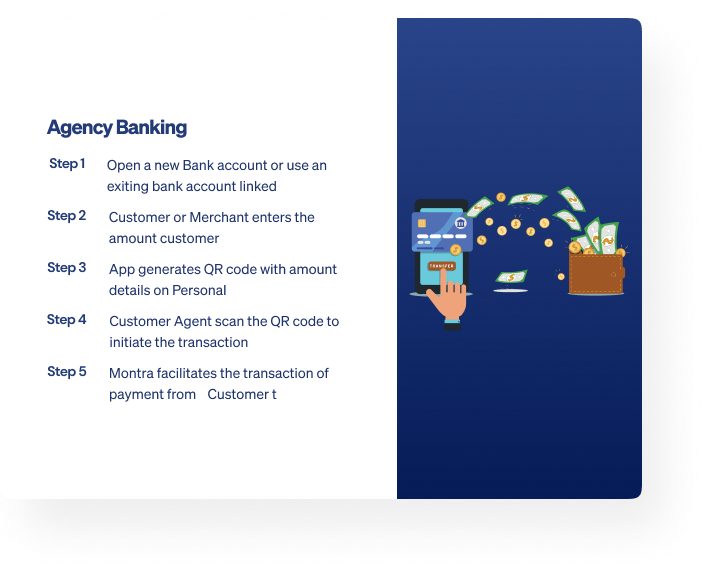 Agency Banking
Step 1 Open a new Bank account or use an
exiting bank account linked
Step 2 Customer or Merchant enters the
amount customer
Step 3 App generates QR code with amount
details on Personal
Step 4 Customer Agent scan the QR code to
initiate the transaction
Step 5 Montra facilitates the transaction of
payment from Customer t
TRANSFER